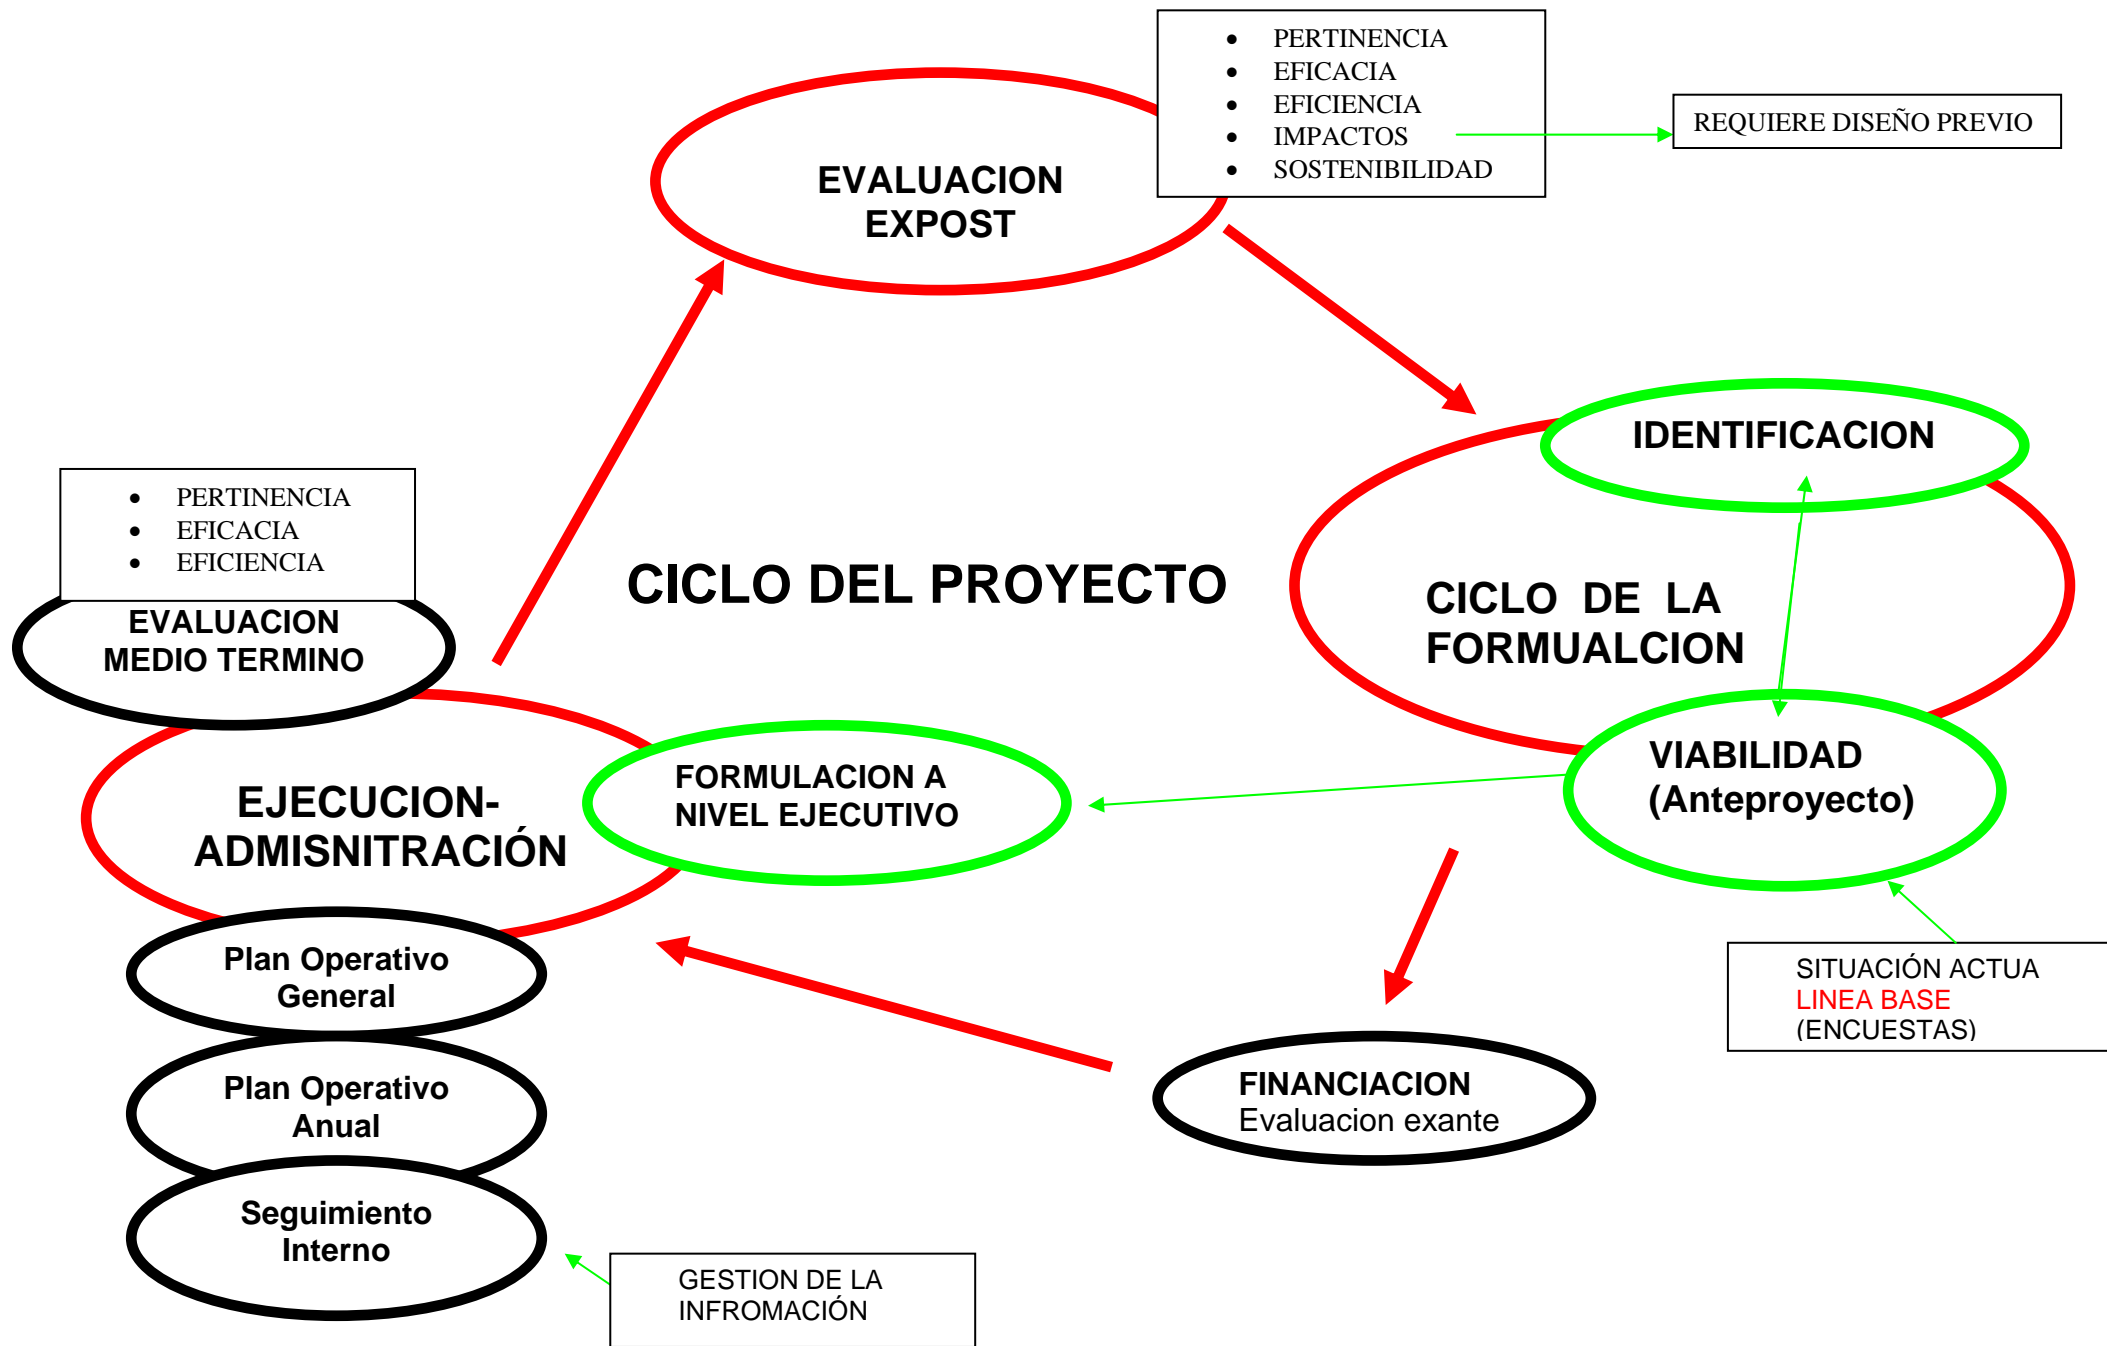 • PERTINENCIA
• EFICACIA
• EFICIENCIA
• IMPACTOS
• SOSTENIBILIDAD
REQUIERE DISEÑO PREVIO
EVALUACION
EXPOST
IDENTIFICACION
• PERTINENCIA
• EFICACIA
• EFICIENCIA
EVALUACION
MEDIO TERMINO
CICLO DEL PROYECTO
CICLO DE LA
FORMUALCION
VIABILIDAD
(Anteproyecto)
FORMULACION A
NIVEL EJECUTIVO
EJECUCION-
ADMISNITRACIÓN
Plan Operativo
General
SITUACIÓN ACTUA
LINEA BASE
(ENCUESTAS)
Plan Operativo
Anual
FINANCIACION
Evaluacion exante
Seguimiento
Interno
GESTION DE LA
INFROMACIÓN